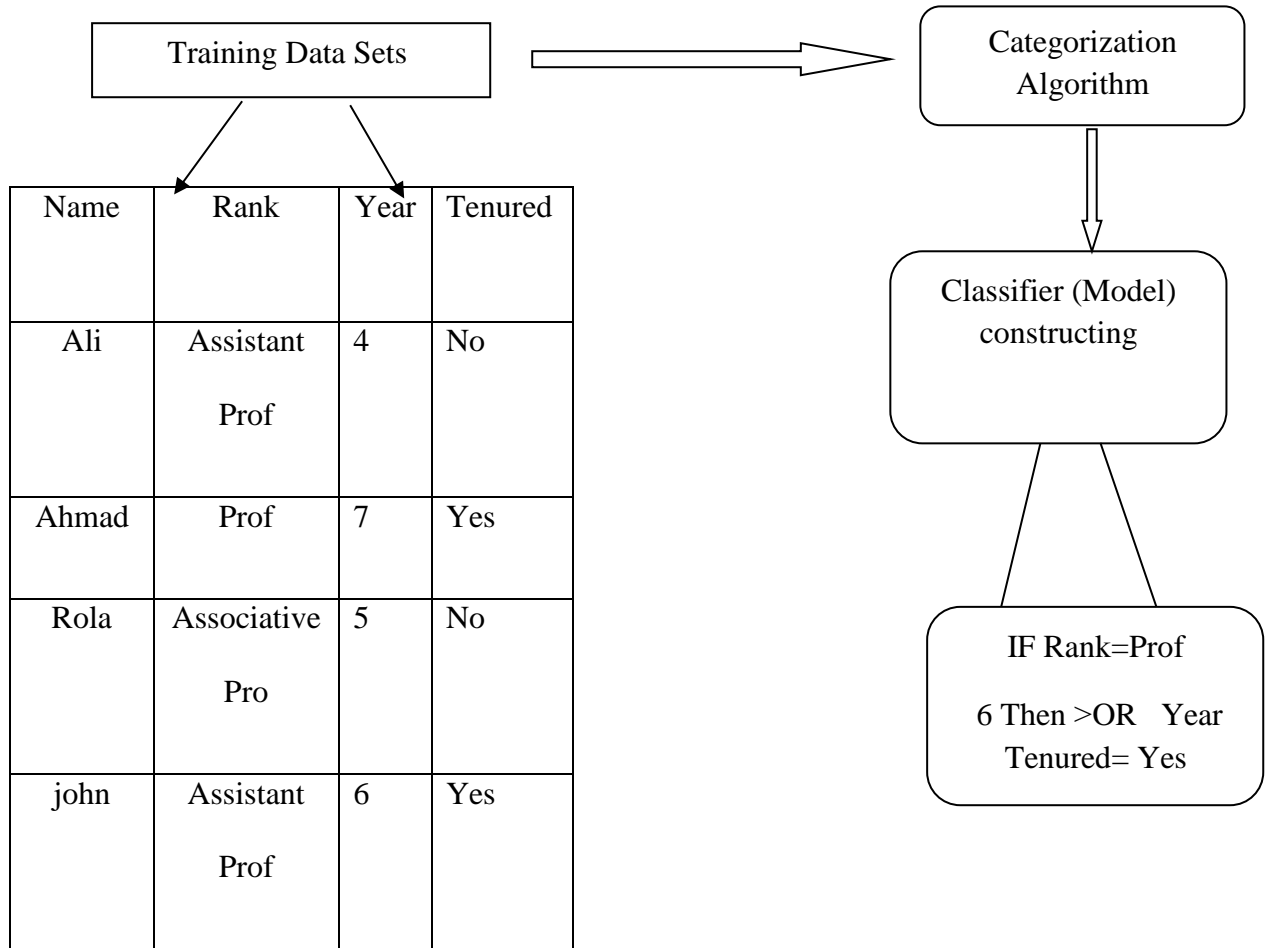 Training Data Sets
Categorization
Algorithm
Name Rank Year Tenured
Ali Assistant 4 No
Prof
Ahmad Prof 7 Yes
Rola Associative 5 No
Pro
john Assistant 6 Yes
Prof
Classifier (Model)
constructing
IF Rank=Prof
6 Then >OR Year
Tenured= Yes